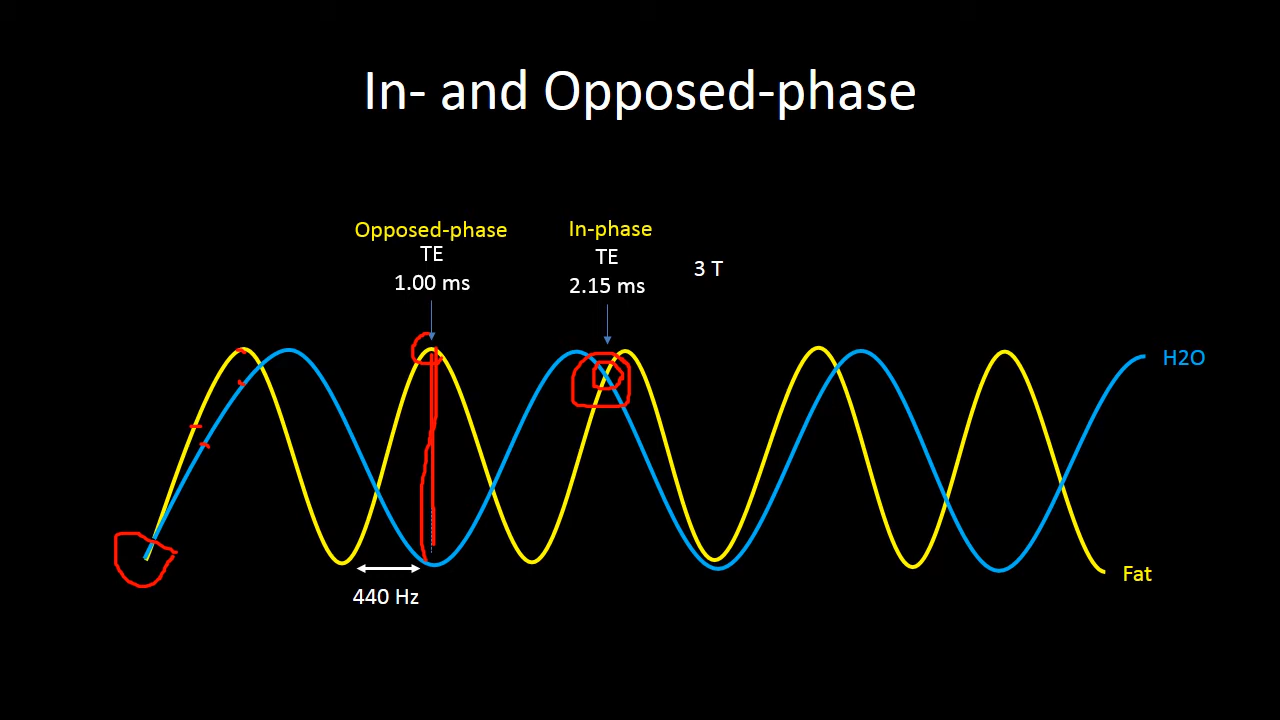 In- and Opposed-phase
Opposed-phase
TE
1.00 ms
In-phase
TE
2.15 ms
3 T
H2O
Fat
440 Hz